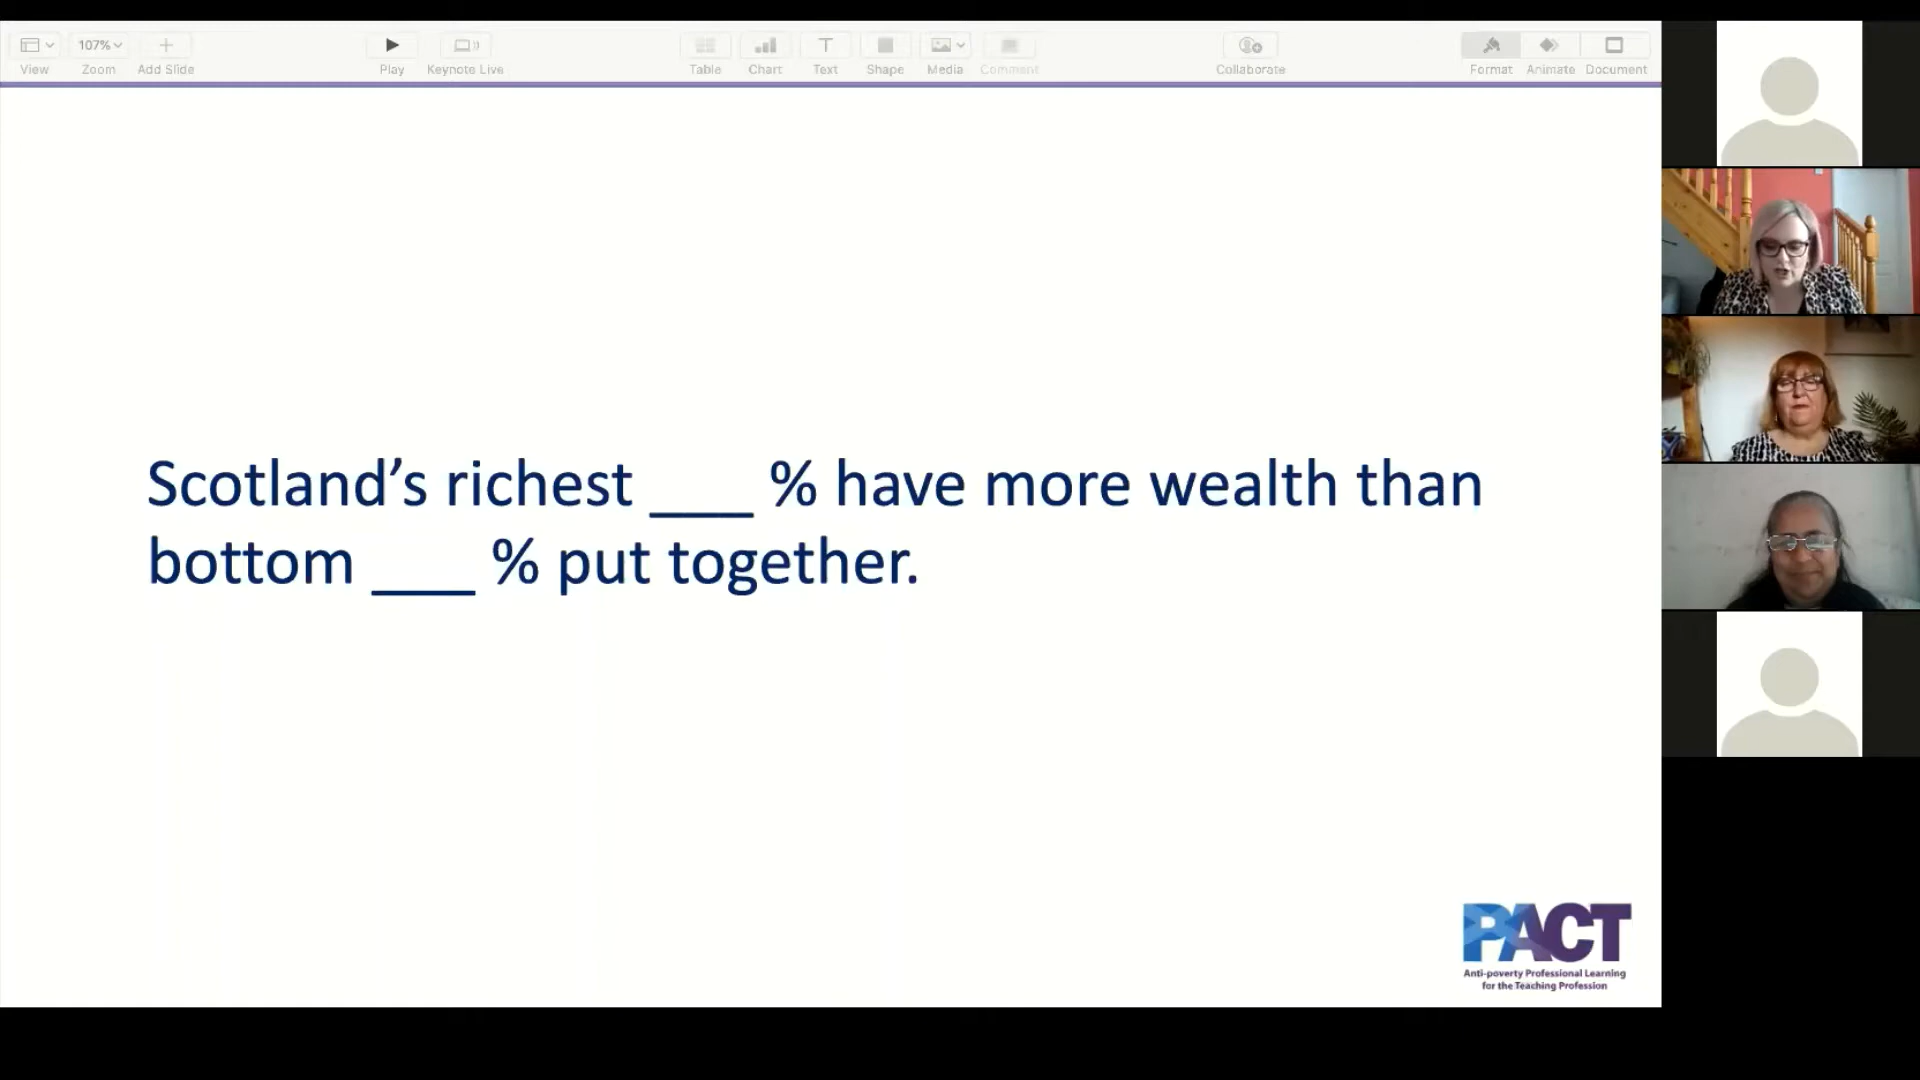 107%
View
Zoom
Add Slide
Play
Keynote Live
Table
Chart
Text
Shape
Media
Comment
Collaborate
Format
Animate
Document
Scotland’s richest ___ % have more wealth than
bottom ___ % put together.
PACT
Anti-poverty Professional Learning
for the Teaching Profession